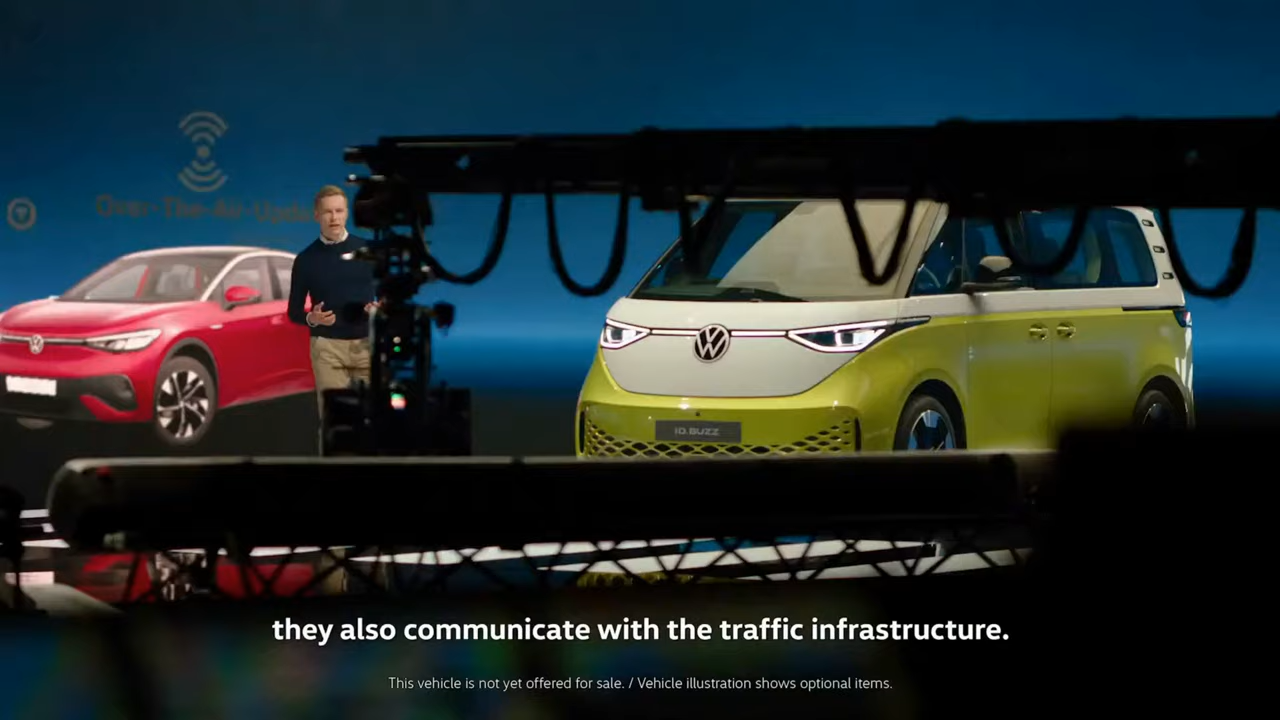 Over-The-Air-Upda
ID.BUZZ
they also communicate with the traffic infrastructure.
This vehicle is not yet offered for sale. / Vehicle illustration shows optional items.